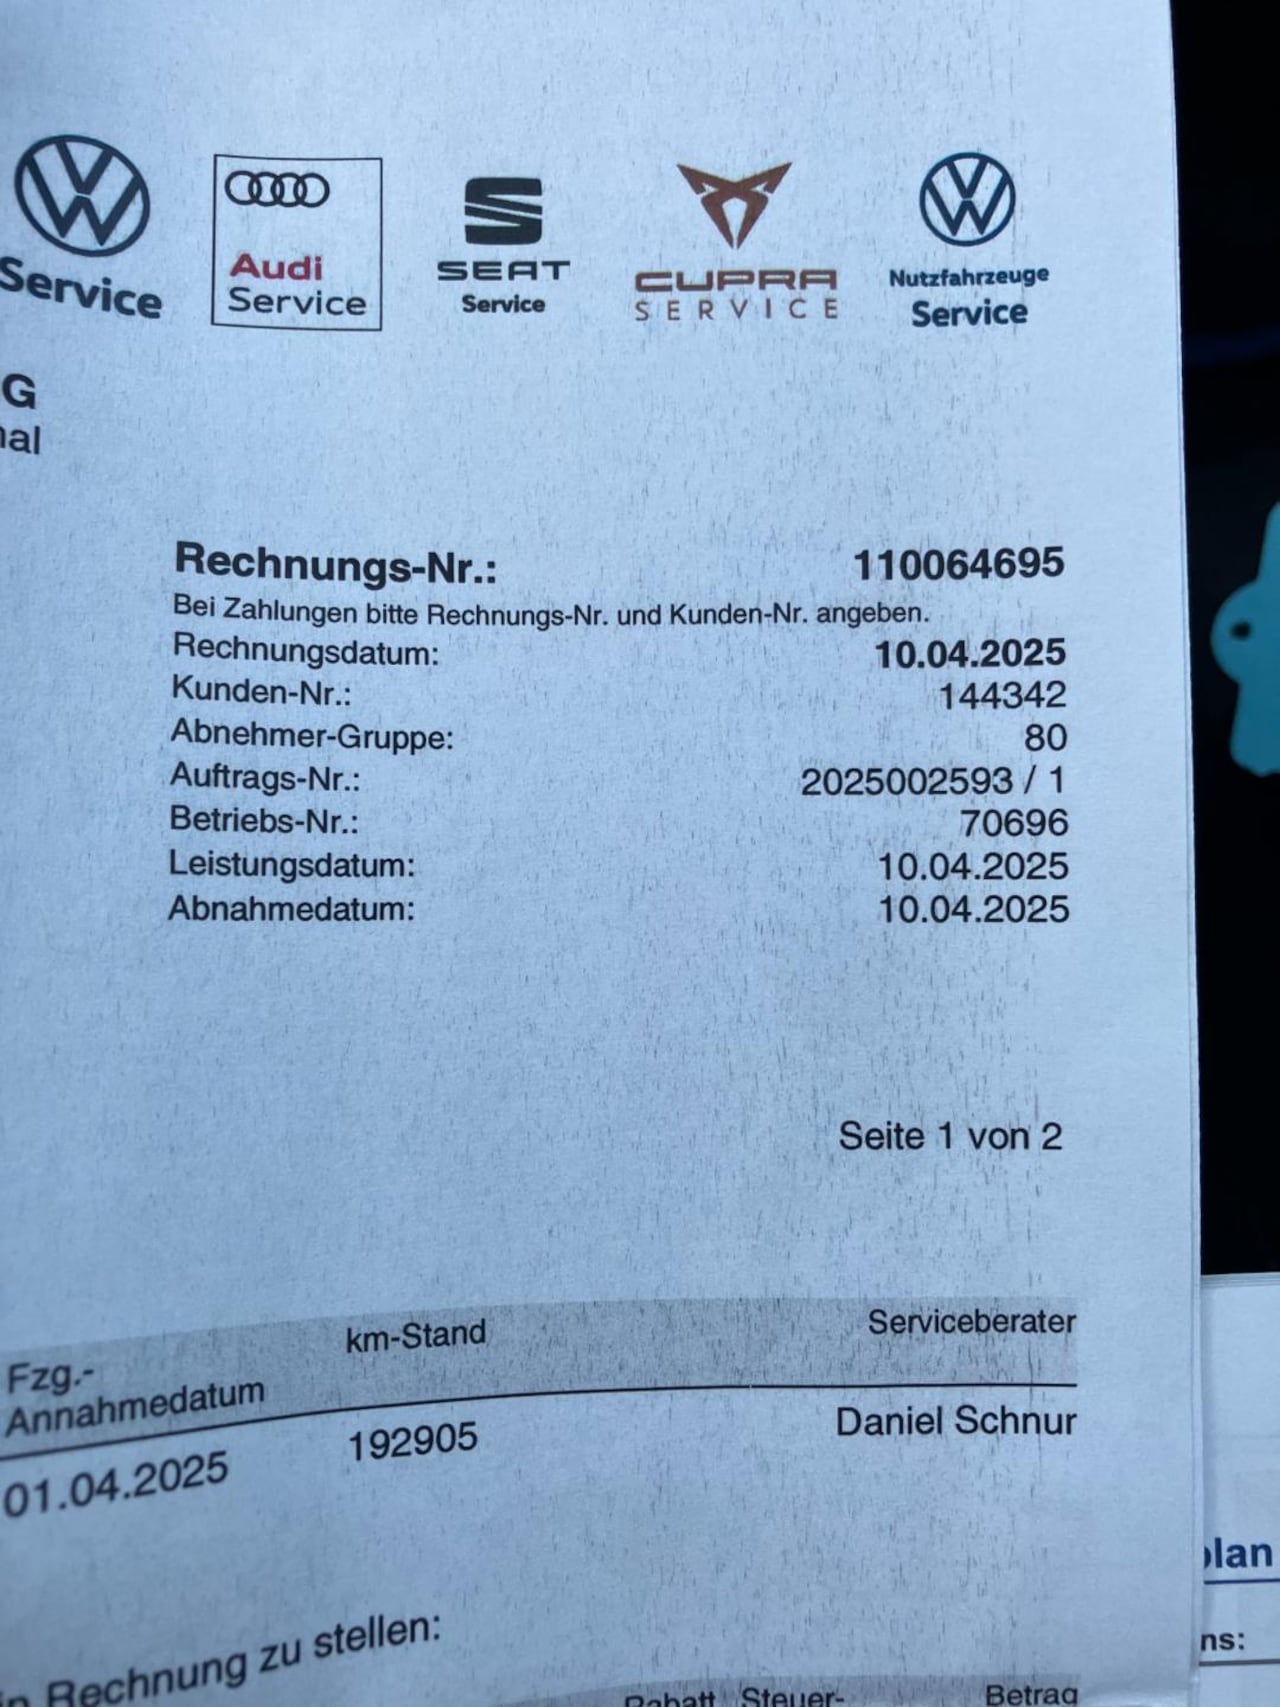 Service
Audi
Service
SEAT
Service
CUPRA
SERVICE
Nutzfahrzeuge
Service
G
Rechnungs-Nr.: 110064695
Bei Zahlungen bitte Rechnungs-Nr. und Kunden-Nr. angeben.
Rechnungsdatum: 10.04.2025
Kunden-Nr.: 144342
Abnehmer-Gruppe: 80
Auftrags-Nr.: 2025002593 / 1
Betriebs-Nr.: 70696
Leistungsdatum: 10.04.2025
Abnahmedatum: 10.04.2025
Seite 1 von 2
Fzg.- km-Stand Serviceberater
Annahmedatum
01.04.2025 192905 Daniel Schnur
Rechnung zu stellen:
Rabatt Steuer- Betrag